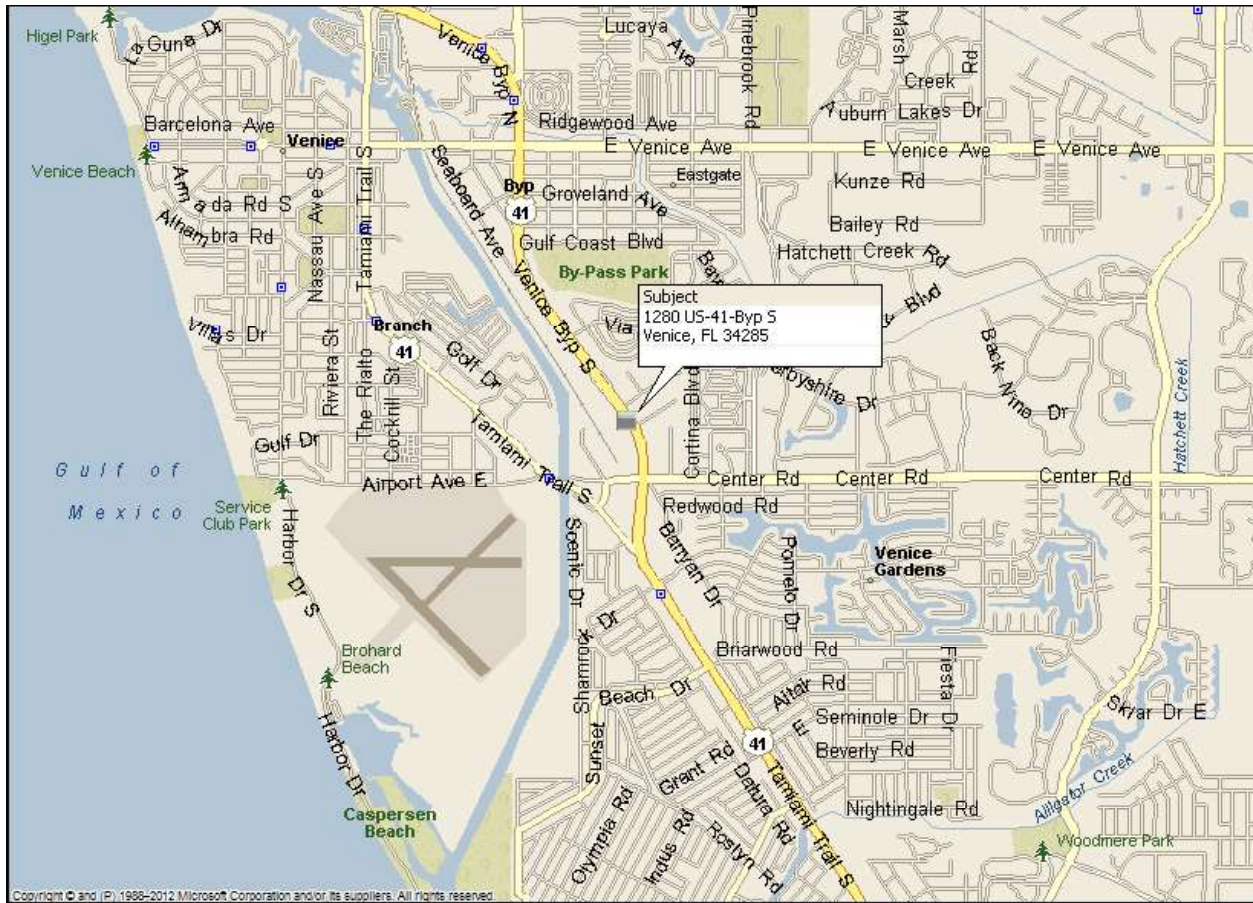 Higel Park
La Guna Dr
Venice Byp N
Lucaya Ave
Pinebrook Rd
Marsh Creek Rd
Auburn Lakes Dr
Barcelona Ave
Ridgewood Ave
Venice
E Venice Ave
E Venice Ave
E Venice Ave
Venice Beach
Seaboard Ave
Eastgate
Kunze Rd
Byp
41
Groveland Ave
Armada Rd S
Nassau Ave S
Tamiami Trail S
Alhambra Rd
Bailey Rd
Gulf Coast Blvd
Hatchett Creek Rd
By-Pass Park
Blvd
Venice Byp S
Subject
1280 US-41-Byp S
Venice, FL 34285
Via
Villas Dr
Branch
41
Golf Dr
Riviera St
The Rialto
Cockrill St
Cortina Blvd
erbyshire Dr
Back Nine Dr
Hatchett Creek
Gulf Dr
Tamiami Trail S
Gulf of
Mexico
Airport Ave E
Center Rd
Center Rd
Center Rd
Service
Club Park
Redwood Rd
Harbor Dr S
Scenic Dr
Banyan Dr
Pomelo Dr
Venice
Gardens
Brohard
Beach
Shamrock Dr
Briarwood Rd
Fiesta Dr
Beach Dr
Altair Rd
Sklar Dr E
Seminole Dr
E
Harbor Dr
Sunset
41
Beverly Rd
Grant Rd
Datura Rd
Tamiami Trail S
Alligator Creek
Nightingale Rd
Caspersen
Beach
Olympia Rd
Indus Rd
Roslyn Rd
Woodmere Park
Copyright © and (P) 1988–2012 Microsoft Corporation and/or its suppliers. All rights reserved.